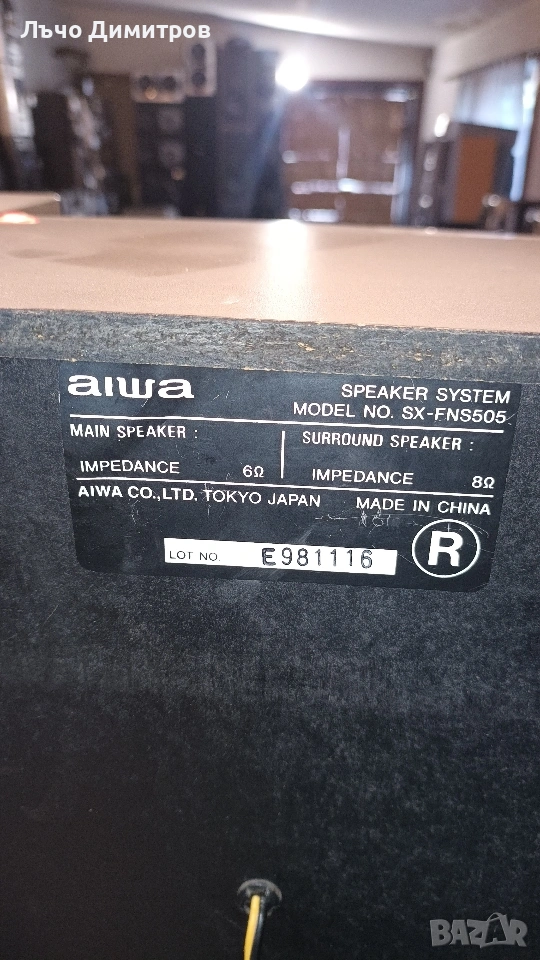 Лъчо Димитров
aiwa
SPEAKER SYSTEM
MODEL NO. SX-FNS505
MAIN SPEAKER :
IMPEDANCE 6Ω
SURROUND SPEAKER :
IMPEDANCE 8Ω
AIWA CO.,LTD. TOKYO JAPAN MADE IN CHINA
LOT NO. E981116
R
BAZAR